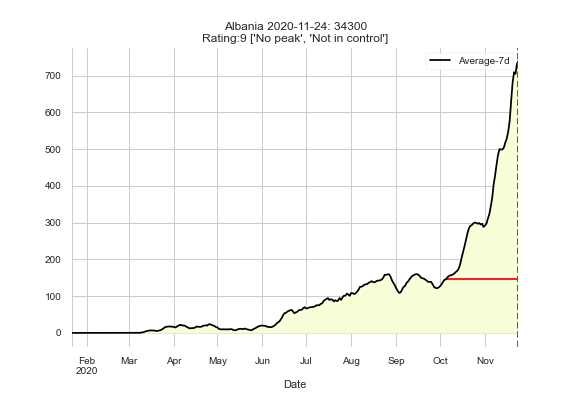 Albania 2020-11-24: 34300
Rating:9 ['No peak', 'Not in control']
Average-7d
700
600
500
400
300
200
100
0
Feb Mar Apr May Jun Jul Aug Sep Oct Nov
2020
Date